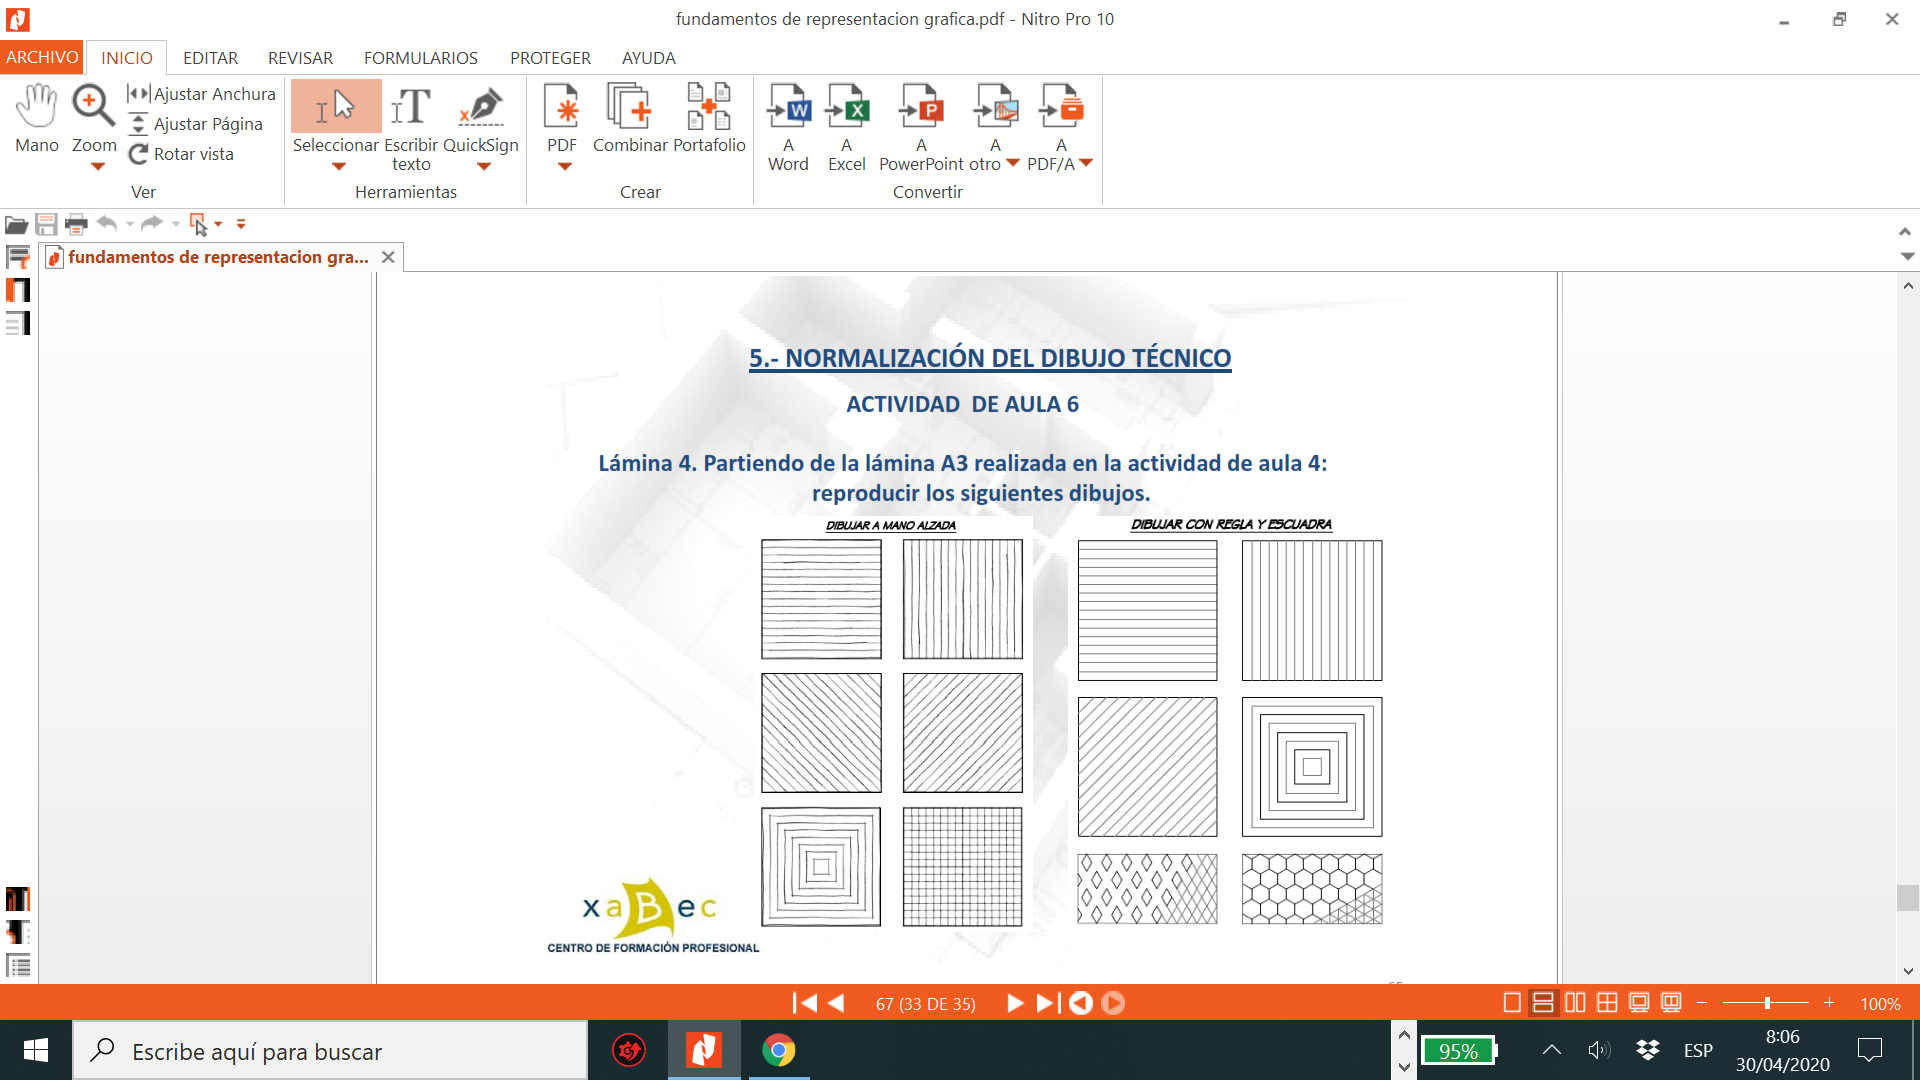 fundamentos de representacion grafica.pdf - Nitro Pro 10
ARCHIVO INICIO EDITAR REVISAR FORMULARIOS PROTEGER AYUDA
Mano
Zoom
Ajustar Anchura
Ajustar Página
Rotar vista
Ver
Seleccionar
Escribir texto
QuickSign
Herramientas
PDF
Combinar
Portafolio
Crear
A Word
A Excel
A PowerPoint
A otro
A PDF/A
Convertir
fundamentos de representacion gra...
5.- NORMALIZACIÓN DEL DIBUJO TÉCNICO
ACTIVIDAD DE AULA 6
Lámina 4. Partiendo de la lámina A3 realizada en la actividad de aula 4:
reproducir los siguientes dibujos.
DIBUJAR A MANO ALZADA
DIBUJAR CON REGLA Y ESCUADRA
xaBec
CENTRO DE FORMACIÓN PROFESIONAL
67 (33 DE 35)
100%
Escribe aquí para buscar
95%
ESP
8:06
30/04/2020